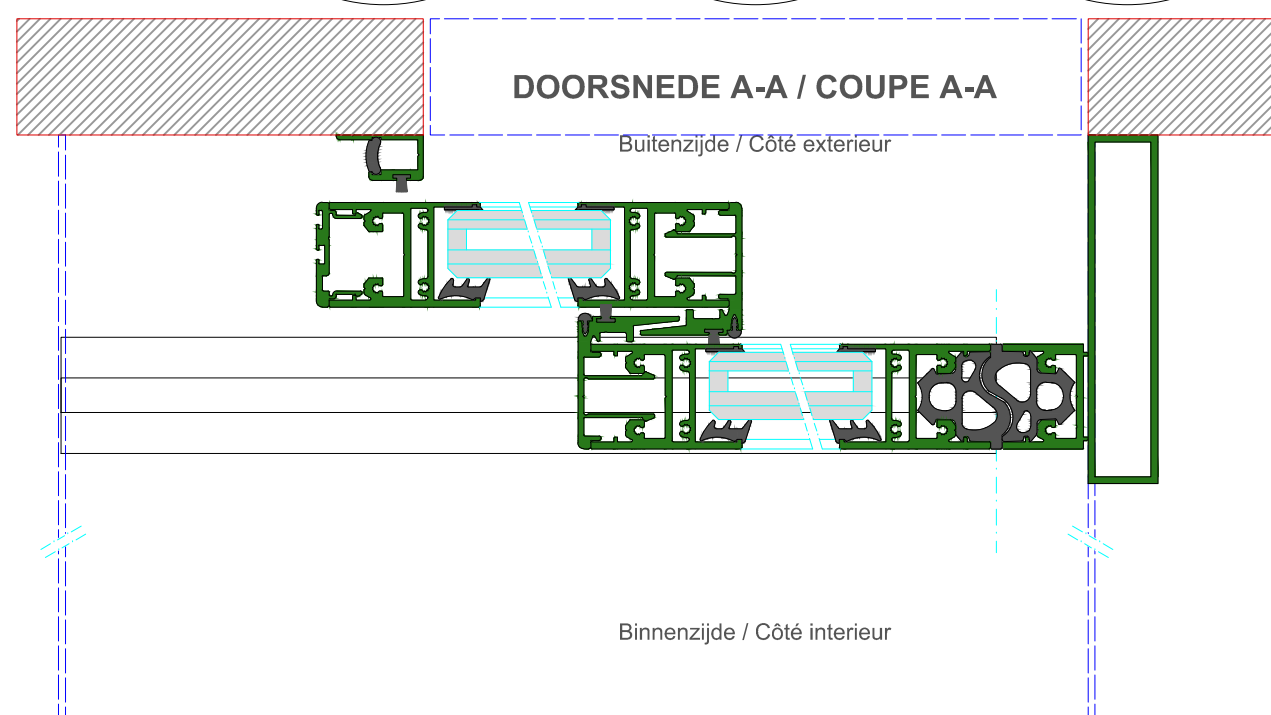 DOORSNEDE A-A / COUPE A-A
Buitenzijde / Côté exterieur
Binnenzijde / Côté interieur